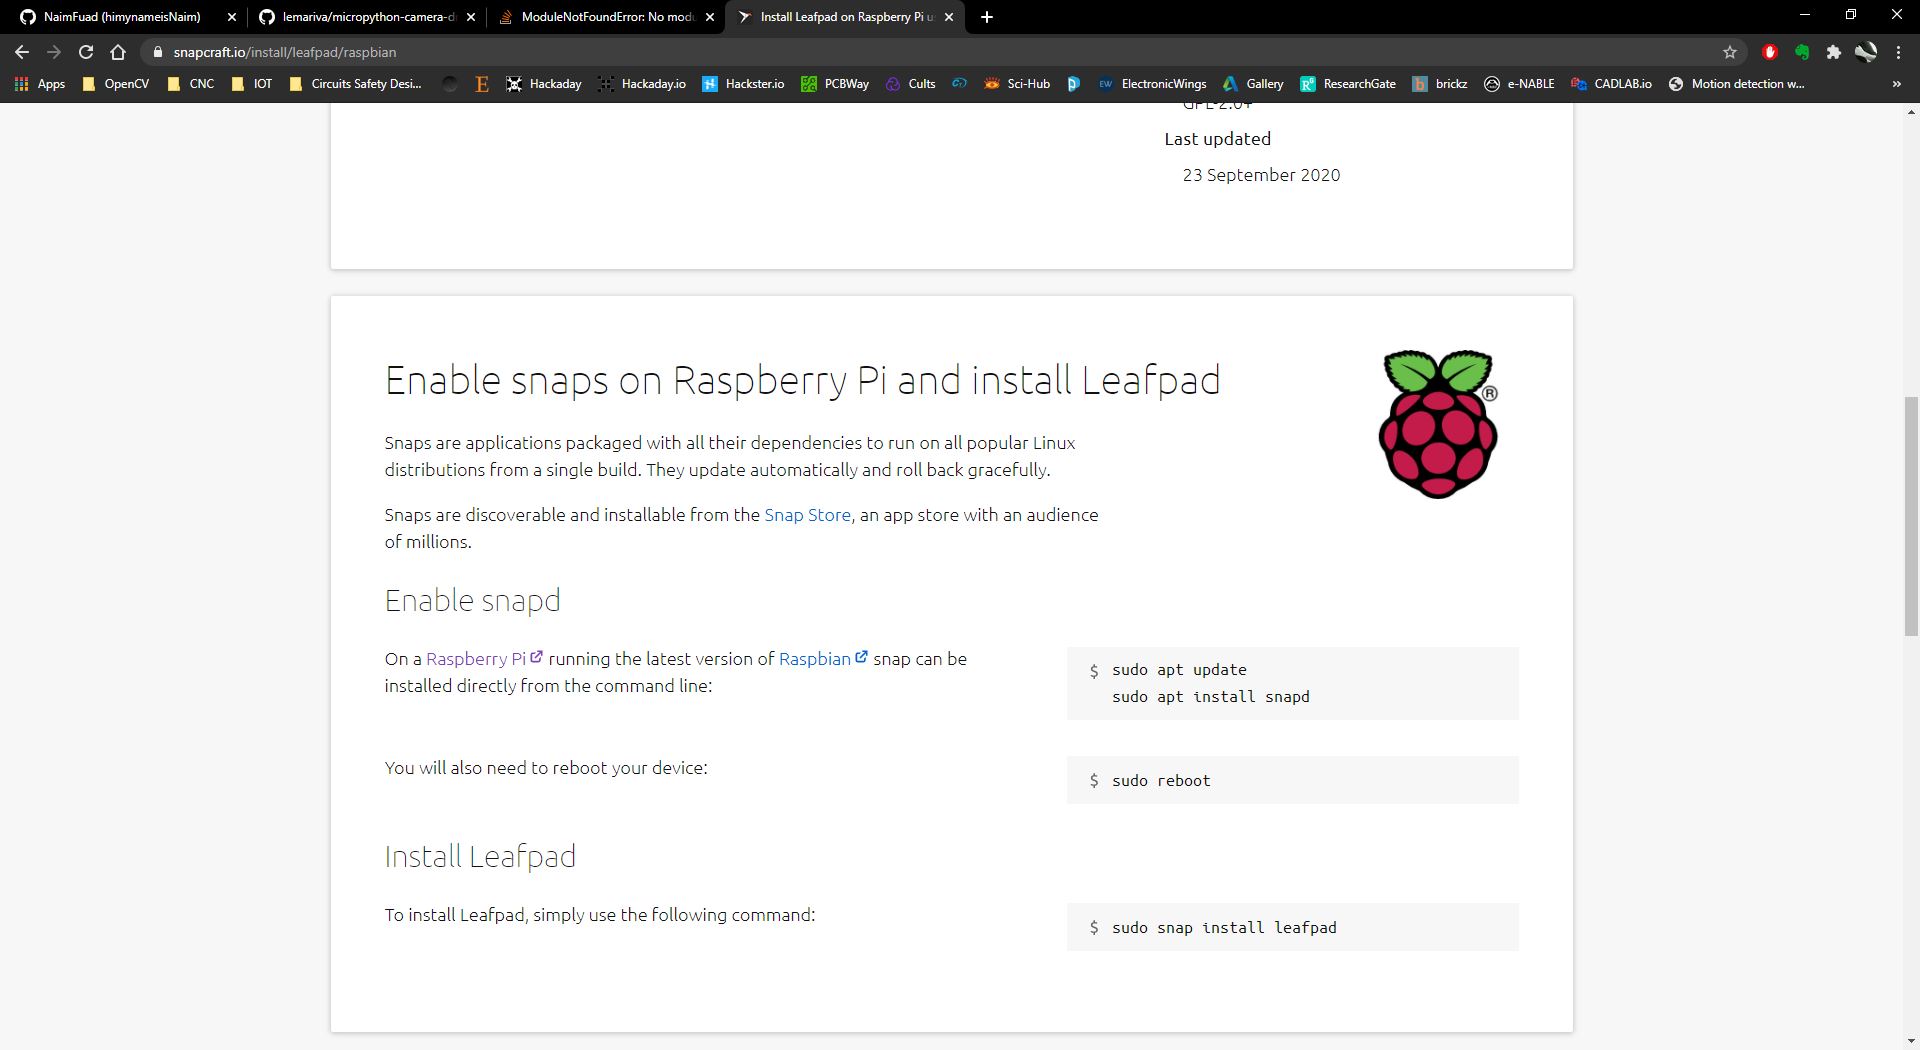 NaimFuad (himynameisNaim)
lemariva/micropython-camera-d
ModuleNotFoundError: No mod
Install Leafpad on Raspberry Pi u
snapcraft.io/install/leafpad/raspbian
Apps
OpenCV
CNC
IOT
Circuits Safety Desi...
E
Hackaday
Hackaday.io
Hackster.io
PCBWay
Cults
Sci-Hub
EW
ElectronicWings
Gallery
ResearchGate
b
brickz
e-NABLE
CADLAB.io
Motion detection w...
»
GPL-2.0+
Last updated
23 September 2020
Enable snaps on Raspberry Pi and install Leafpad
®
Snaps are applications packaged with all their dependencies to run on all popular Linux
distributions from a single build. They update automatically and roll back gracefully.
Snaps are discoverable and installable from the Snap Store, an app store with an audience
of millions.
Enable snapd
On a Raspberry Pi running the latest version of Raspbian snap can be
installed directly from the command line:
$ sudo apt update
sudo apt install snapd
You will also need to reboot your device:
$ sudo reboot
Install Leafpad
To install Leafpad, simply use the following command:
$ sudo snap install leafpad